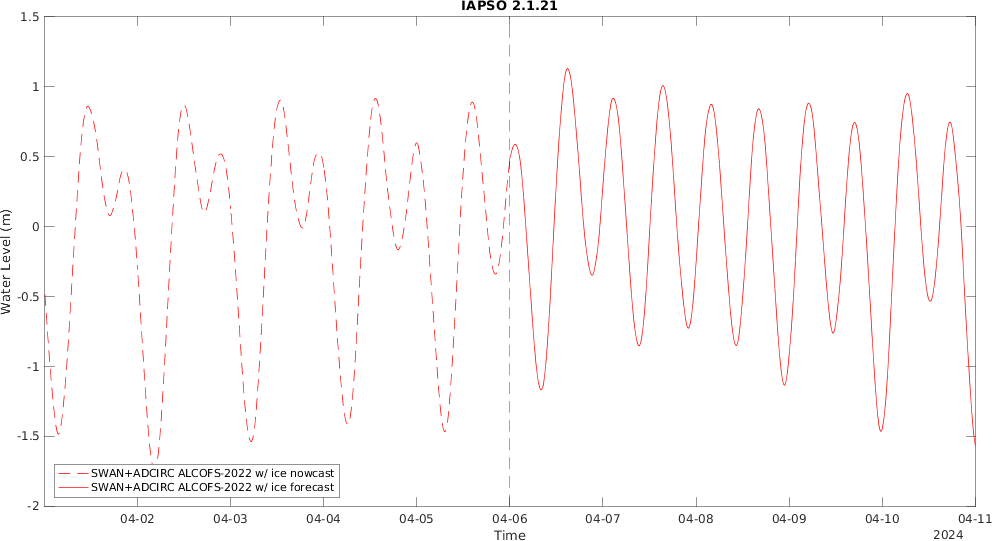 IAPSO 2.1.21
1.5
1
0.5
0
-0.5
-1
-1.5
-2
Water Level (m)
SWAN+ADCIRC ALCOFS-2022 w/ ice nowcast
SWAN+ADCIRC ALCOFS-2022 w/ ice forecast
04-02 04-03 04-04 04-05 04-06 04-07 04-08 04-09 04-10 04-11
Time
2024